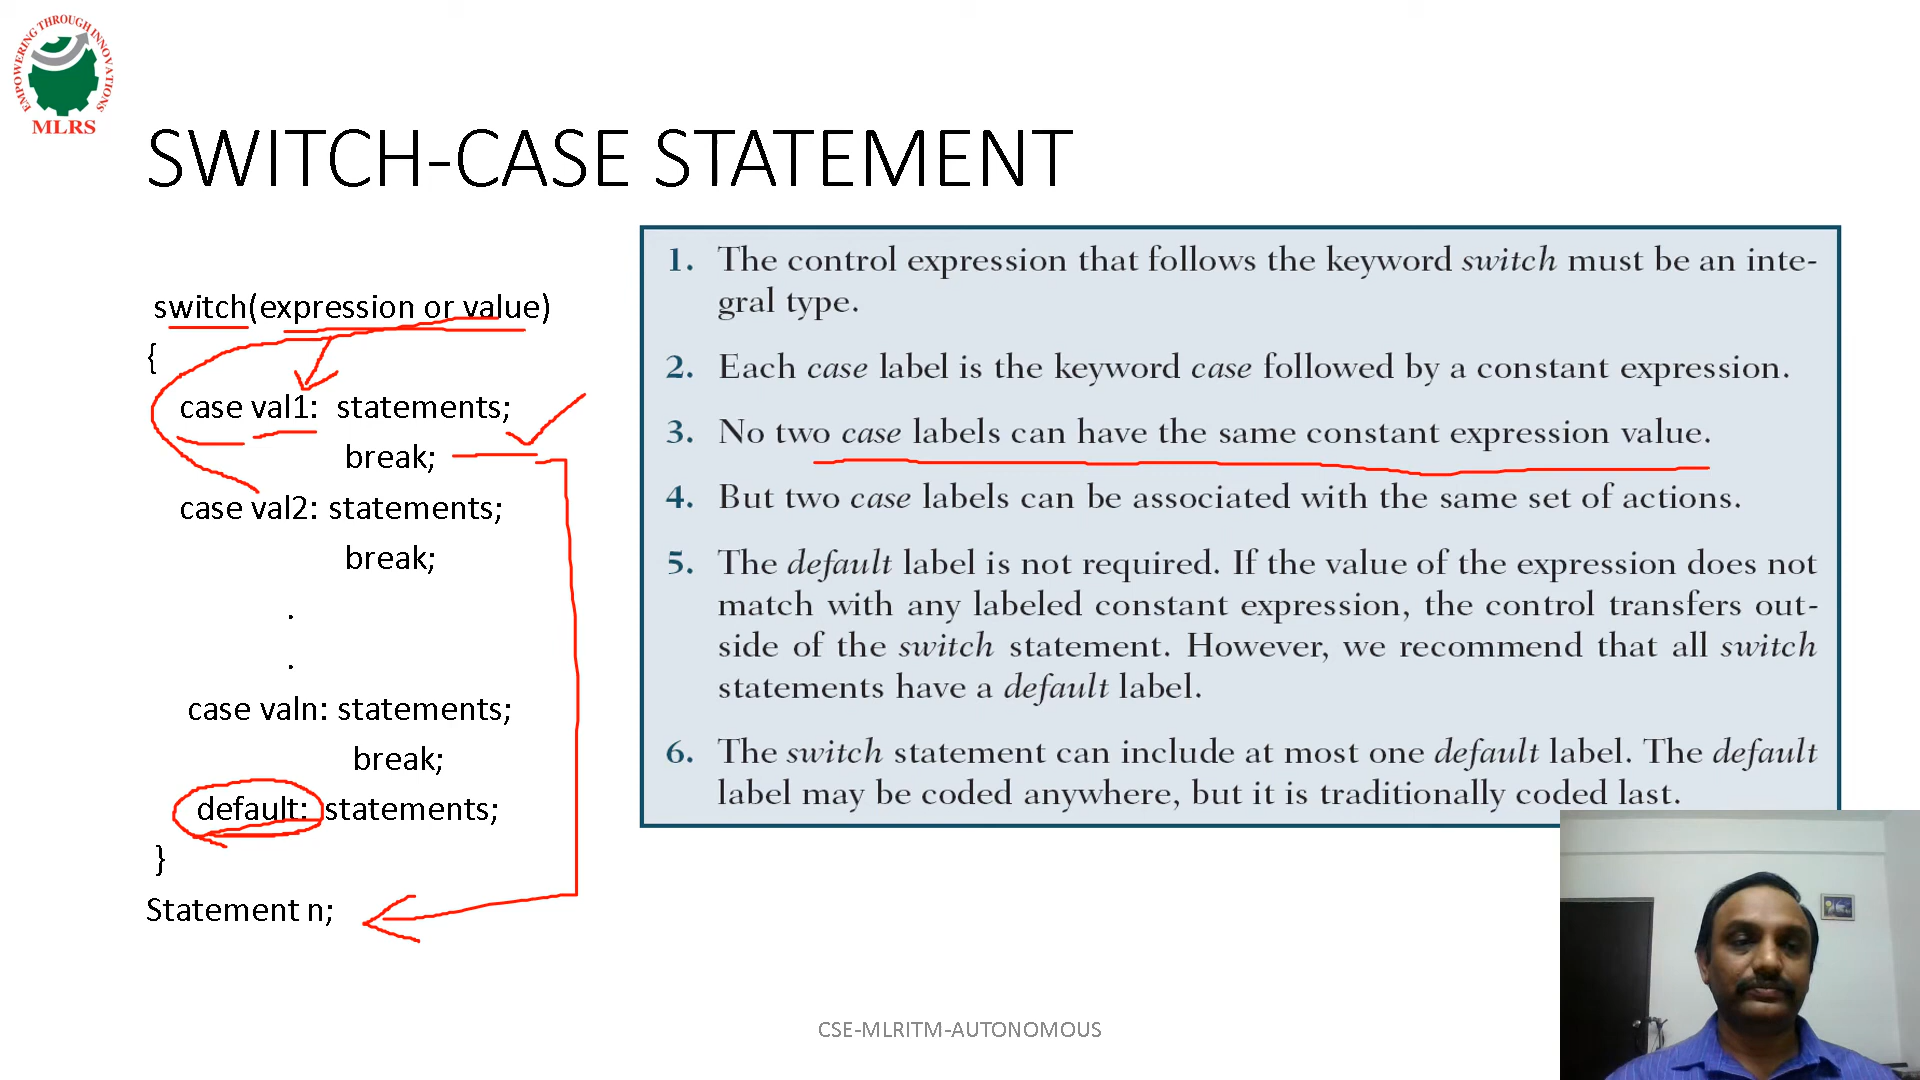 EMPOWERING THROUGH INNOVATIONS
MLRS
SWITCH-CASE STATEMENT
switch(expression or value)
{
case val1: statements;
break;
case val2: statements;
break;
.
.
case valn: statements;
break;
default: statements;
}
Statement n;
1. The control expression that follows the keyword switch must be an inte-
gral type.
2. Each case label is the keyword case followed by a constant expression.
3. No two case labels can have the same constant expression value.
4. But two case labels can be associated with the same set of actions.
5. The default label is not required. If the value of the expression does not
match with any labeled constant expression, the control transfers out-
side of the switch statement. However, we recommend that all switch
statements have a default label.
6. The switch statement can include at most one default label. The default
label may be coded anywhere, but it is traditionally coded last.
CSE-MLRITM-AUTONOMOUS